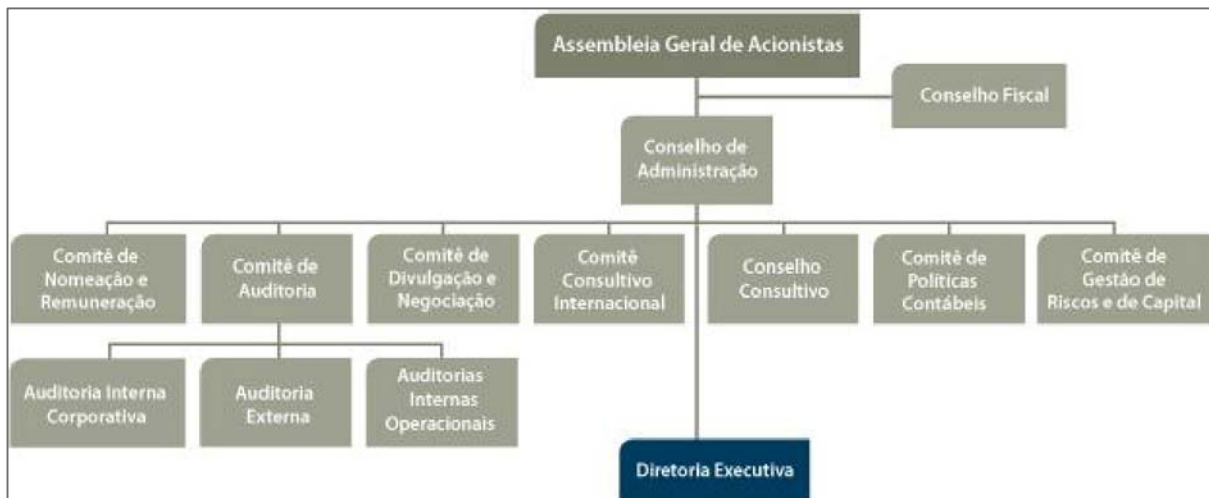 Assembleia Geral de Acionistas
Conselho Fiscal
Conselho de
Administração
Comitê de
Nomeação e
Remuneração
Comitê de
Auditoria
Comitê de
Divulgação e
Negociação
Comitê
Consultivo
Internacional
Conselho
Consultivo
Comitê de
Políticas
Contábeis
Comitê de
Gestão de
Riscos e de Capital
Auditoria Interna
Corporativa
Auditoria
Externa
Auditorias
Internas
Operacionais
Diretoria Executiva